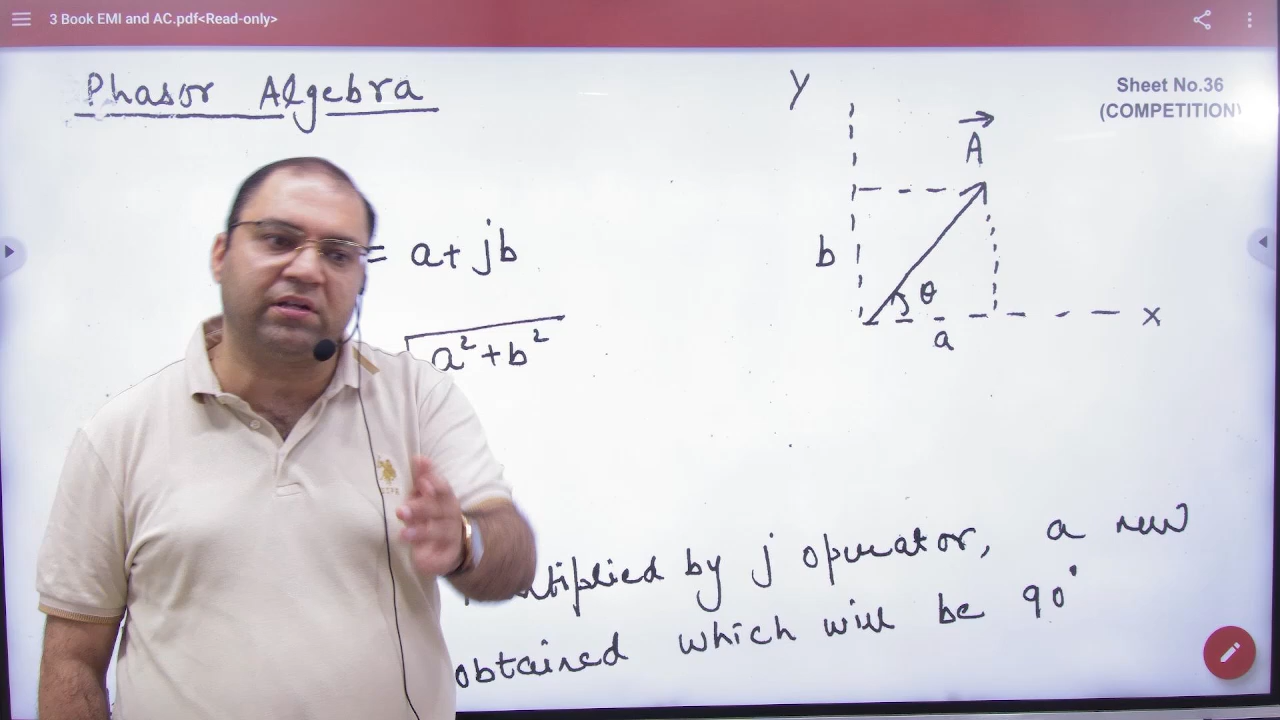 3 Book EMI and AC.pdf<Read-only>
Phasor Algebra
Y
Sheet No.36
(COMPETITION)
A
= a + jb
b
θ
a
x
a² + b²
by j operator, a new
obtained which will be 90°